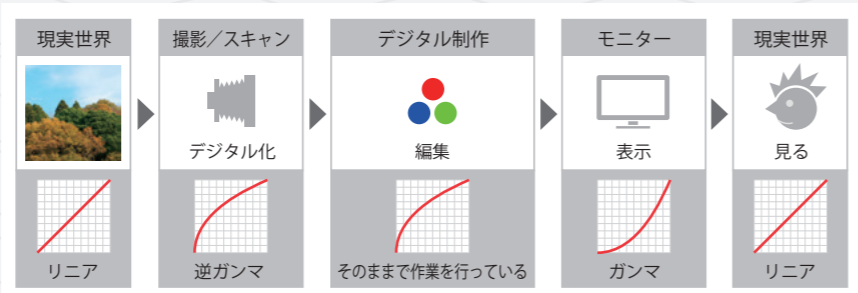 現実世界
撮影／スキャン
デジタル制作
モニター
現実世界
デジタル化
編集
表示
見る
リニア
逆ガンマ
そのままで作業を行っている
ガンマ
リニア